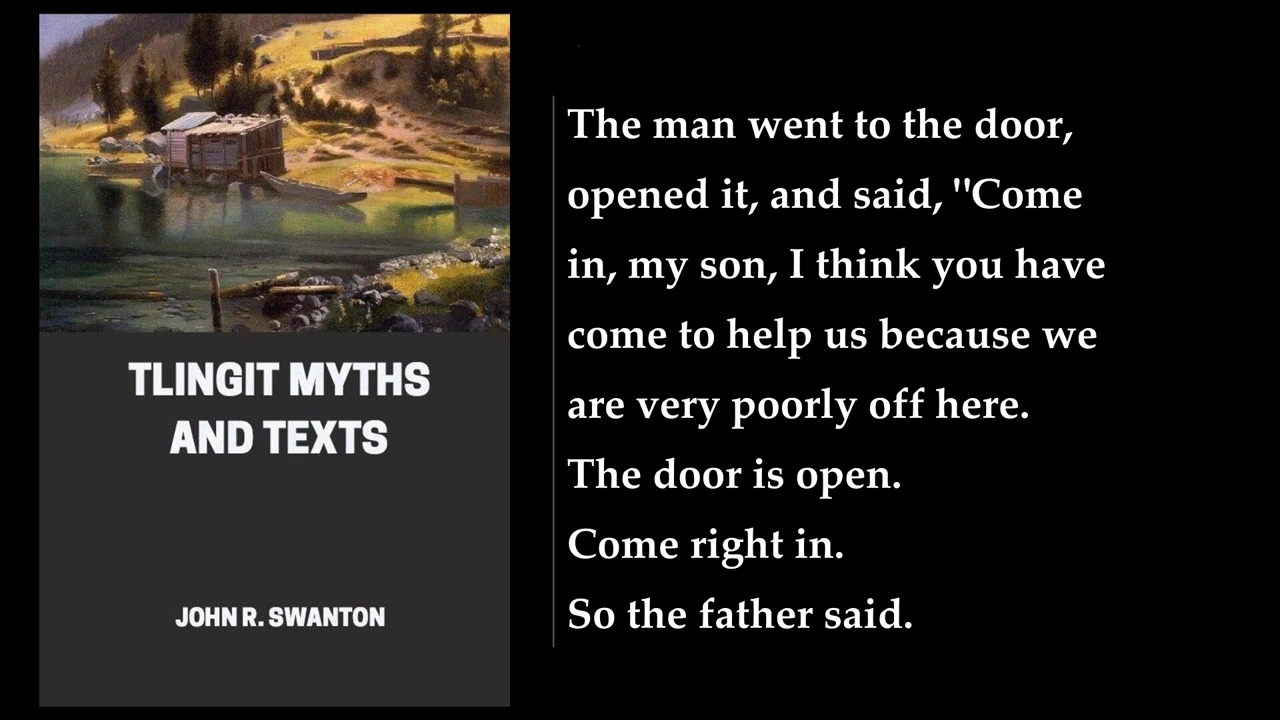 TLINGIT MYTHS
AND TEXTS
JOHN R. SWANTON
The man went to the door,
opened it, and said, "Come
in, my son, I think you have
come to help us because we
are very poorly off here.
The door is open.
Come right in.
So the father said.